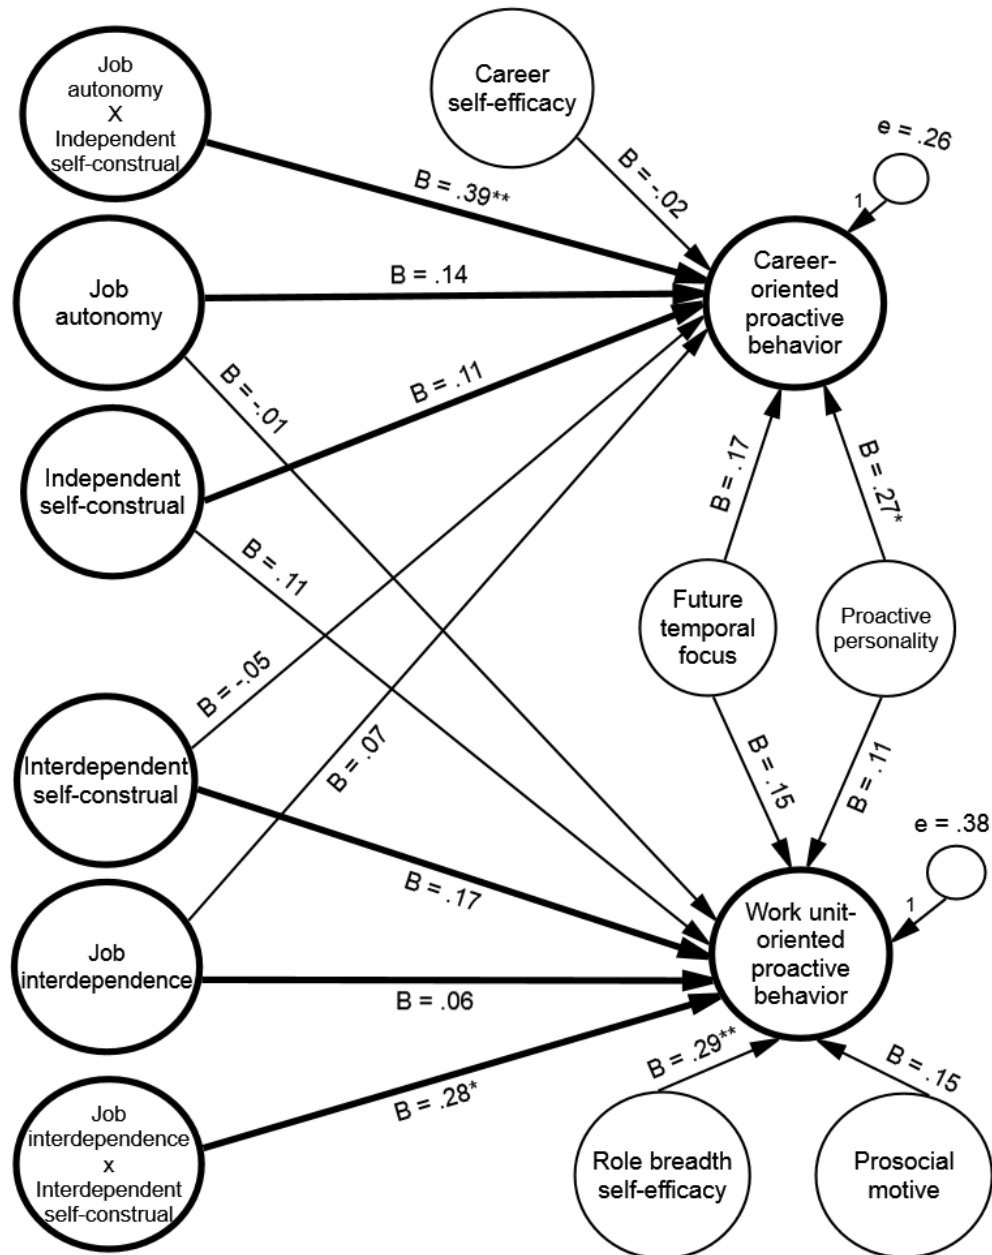 Job
autonomy
X
Independent
self-construal
Career
self-efficacy
e = .26
1
B = .39**
B = -.02
Job
autonomy
B = .14
Career-
oriented
proactive
behavior
B = -.01
B = .11
Independent
self-construal
B = .11
B = .17
B = .27*
Future
temporal
focus
Proactive
personality
B = -.05
B = .07
Interdependent
self-construal
B = .17
B = .15
B = .11
e = .38
1
Work unit-
oriented
proactive
behavior
Job
interdependence
B = .06
B = .28*
B = .29**
B = .15
Job
interdependence
x
Interdependent
self-construal
Role breadth
self-efficacy
Prosocial
motive